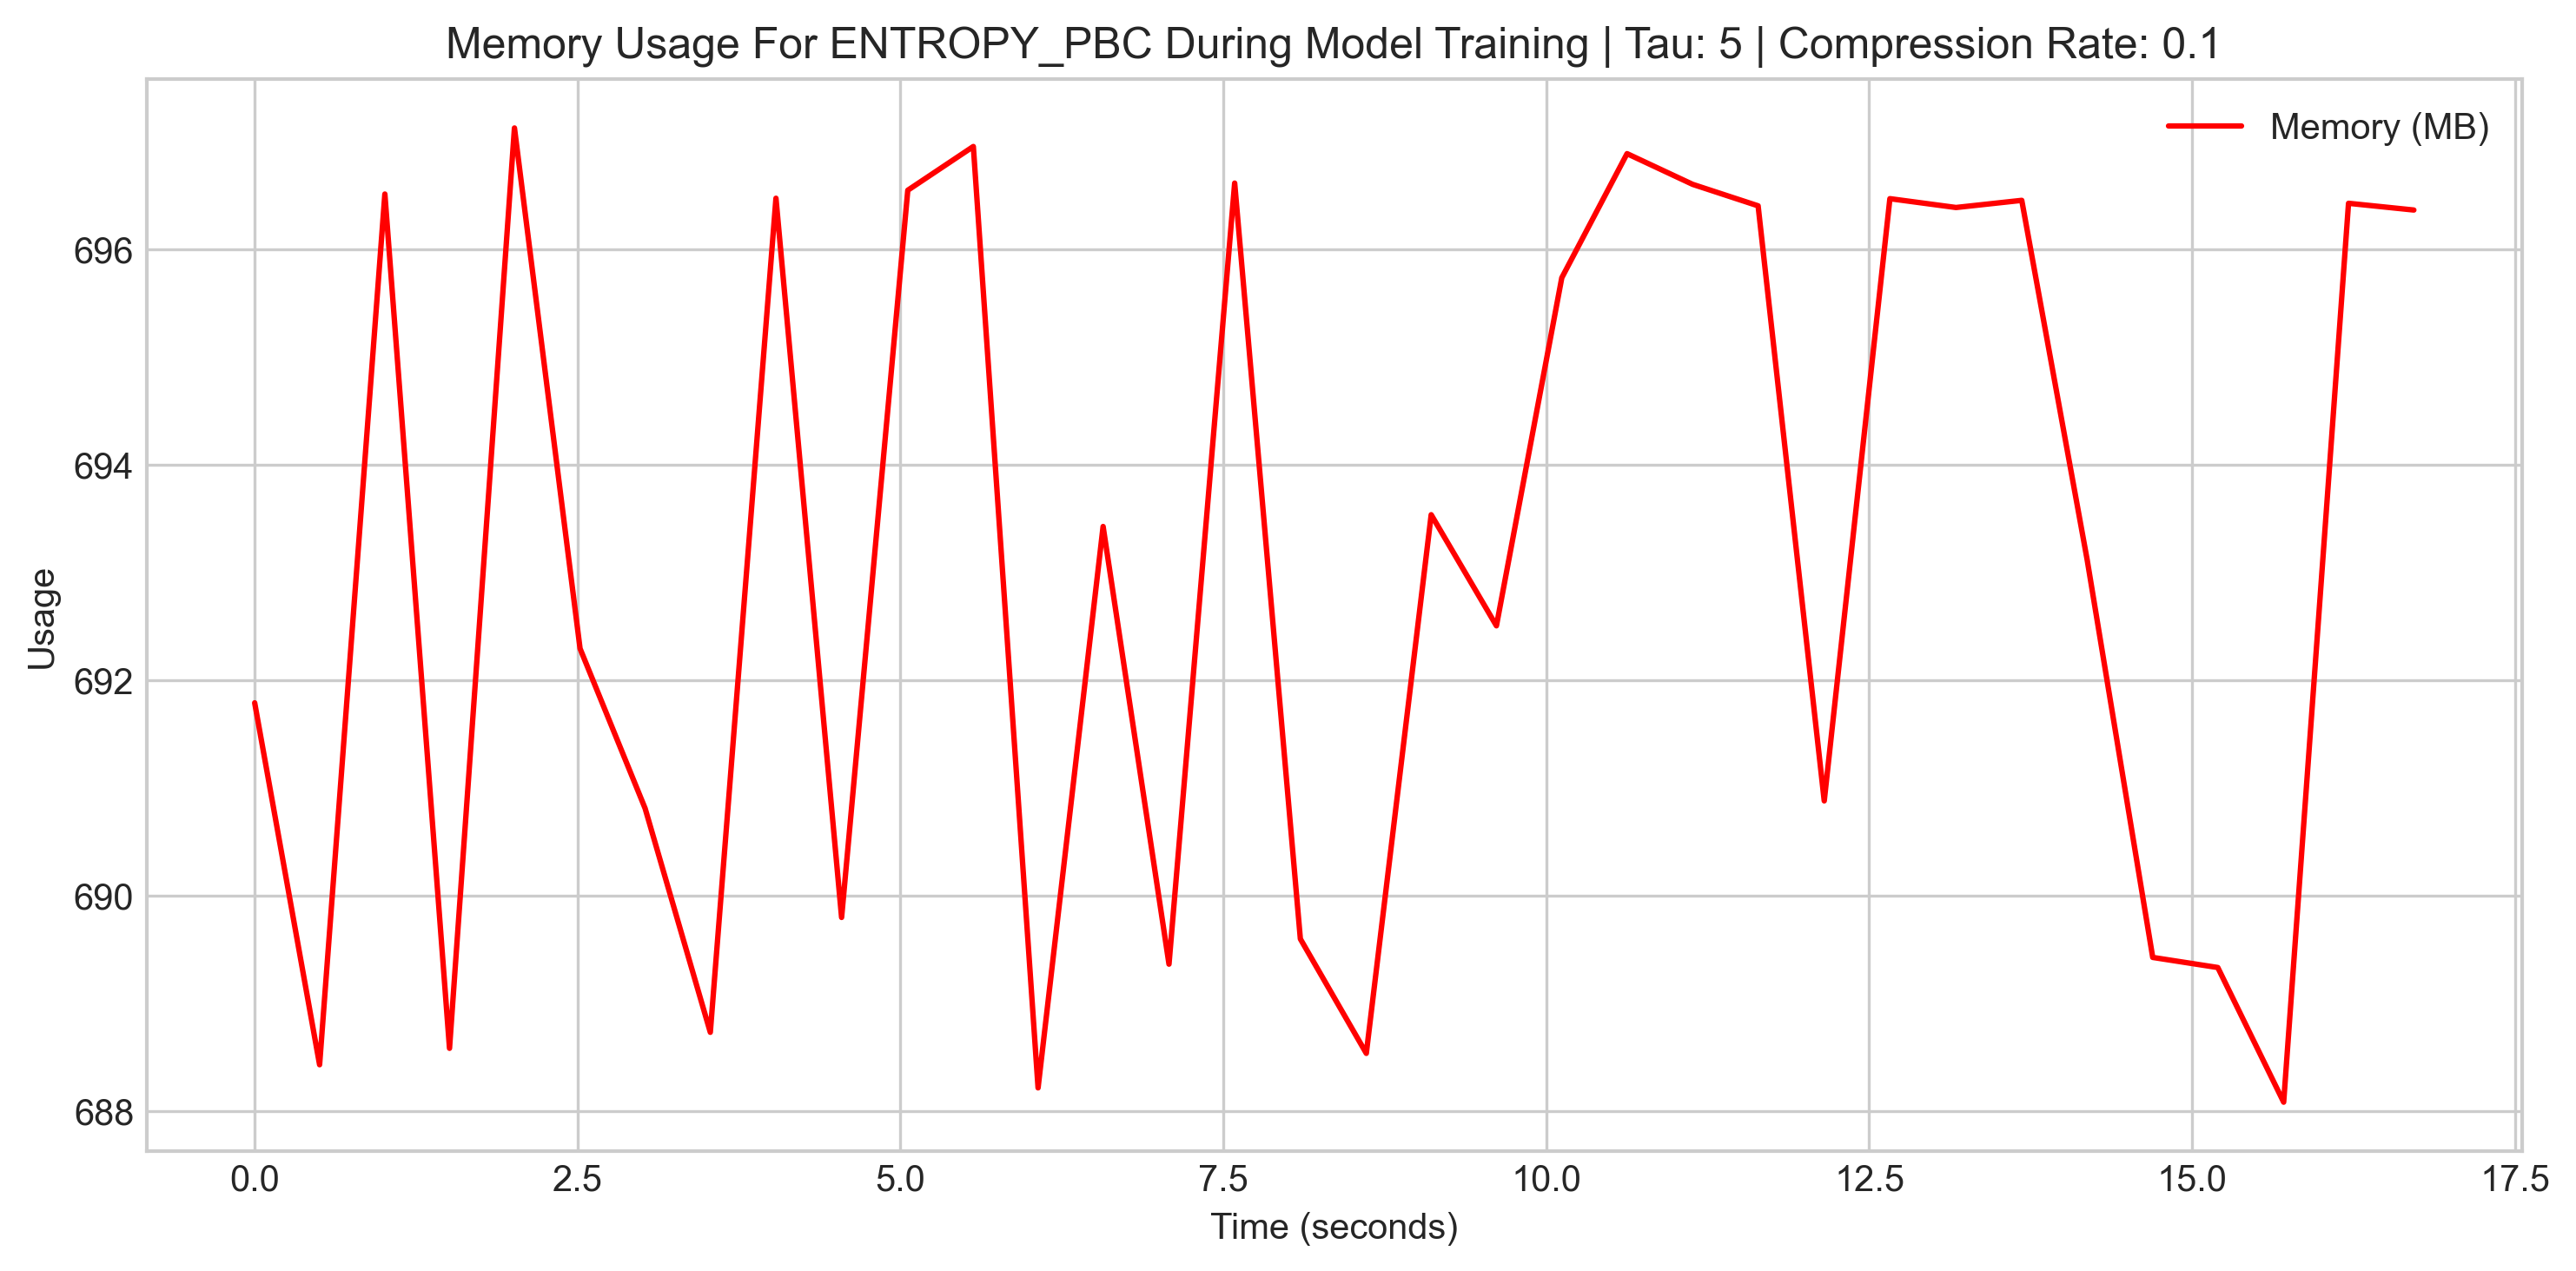 Memory Usage For ENTROPY_PBC During Model Training | Tau: 5 | Compression Rate: 0.1
Memory (MB)
696
694
692
690
688
Usage
0.0 2.5 5.0 7.5 10.0 12.5 15.0 17.5
Time (seconds)